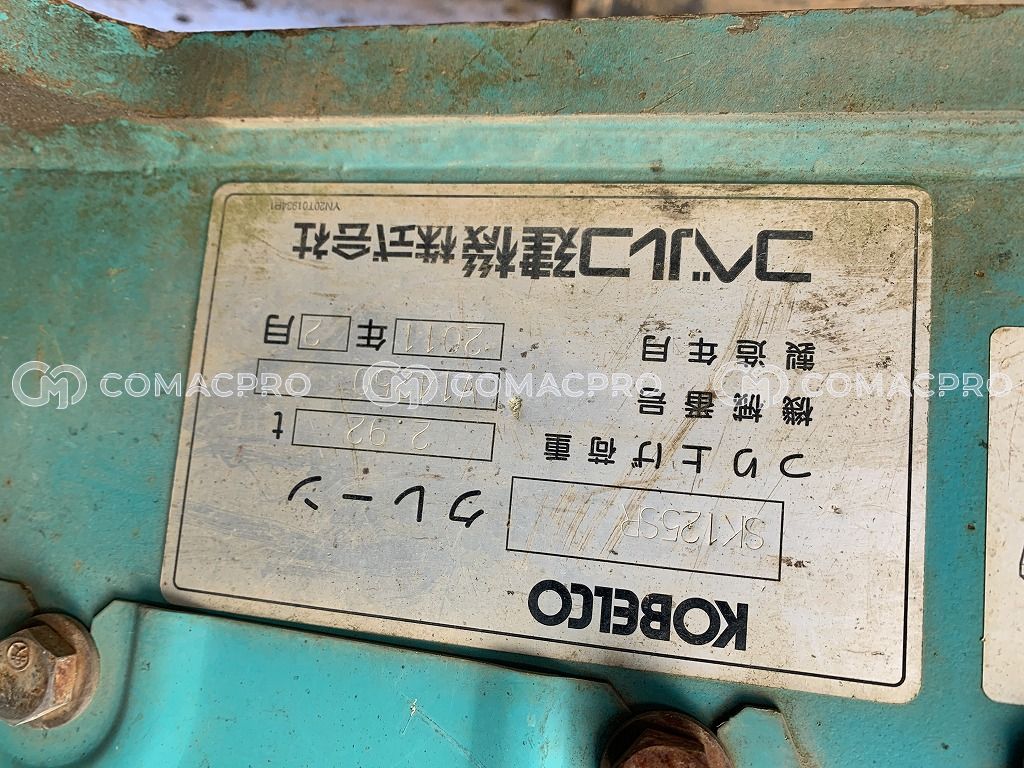 KOBELCO
SK125SR クレーン
つり上げ荷重 2.92 t
機械番号
製造年月 2011 年 2 月
コベルコ建機株式会社
YN20T01934P1
COMACPRO COMACPRO COMACPRO